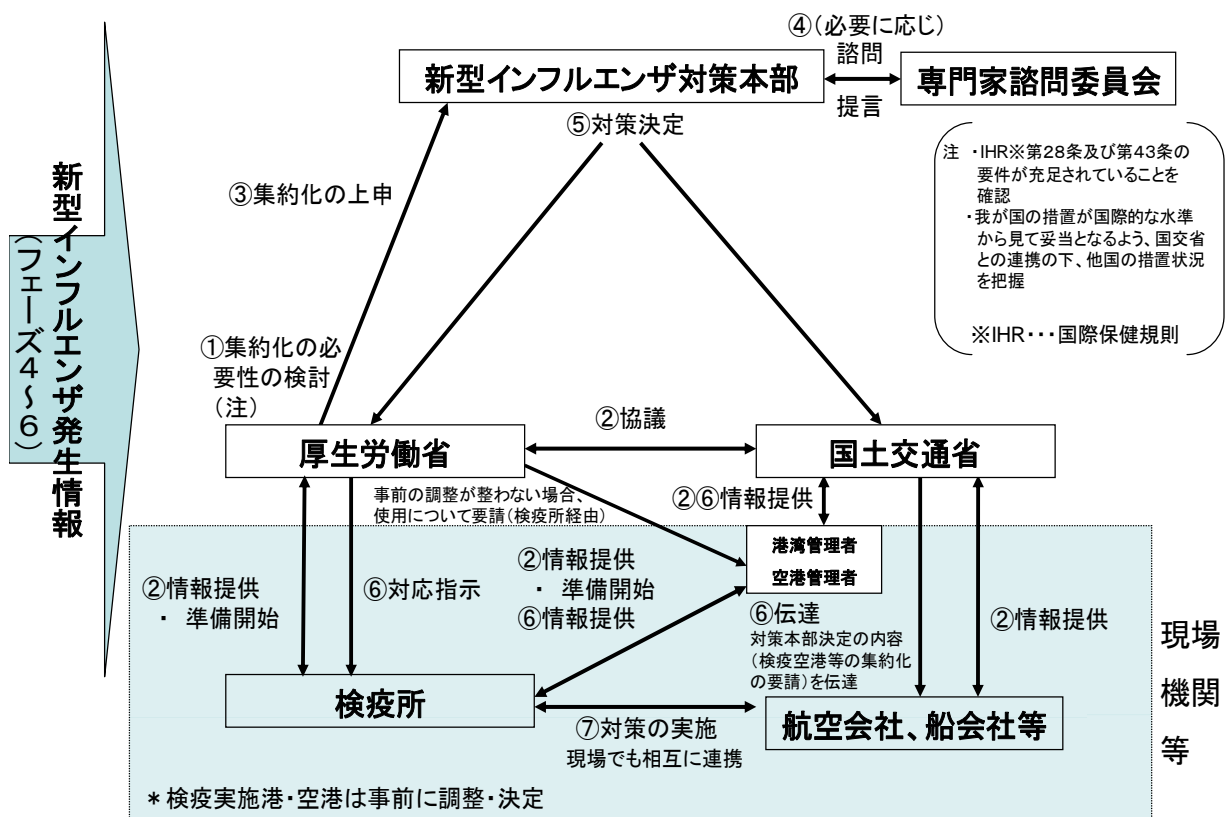 新型インフルエンザ発生情報
（フェーズ４～６）
④（必要に応じ）
諮問
新型インフルエンザ対策本部
専門家諮問委員会
提言
⑤対策決定
注 ・IHR※第28条及び第43条の
要件が充足されていることを
確認
・我が国の措置が国際的な水準
から見て妥当となるよう、国交省
との連携の下、他国の措置状況
を把握
※IHR・・・国際保健規則
③集約化の上申
①集約化の必
要性の検討
（注）
②協議
厚生労働省
国土交通省
事前の調整が整わない場合、
使用について要請（検疫所経由）
②⑥情報提供
港湾管理者
空港管理者
②情報提供
・ 準備開始
⑥対応指示
②情報提供
・ 準備開始
⑥情報提供
⑥伝達
対策本部決定の内容
（検疫空港等の集約化
の要請）を伝達
②情報提供
現場
機関
等
検疫所
⑦対策の実施
現場でも相互に連携
航空会社、船会社等
＊検疫実施港・空港は事前に調整・決定